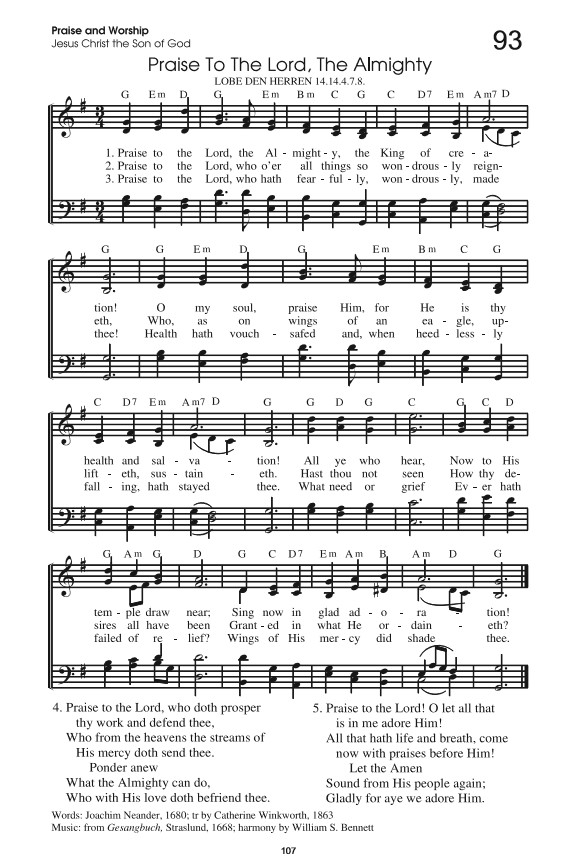 Praise and Worship
Jesus Christ the Son of God
93
Praise To The Lord, The Almighty
LOBE DEN HERREN 14.14.4.7.8.
G Em D G Em Bm C G C D7 Em Am7 D
1. Praise to the Lord, the Al - might - y, the King of cre - a-
2. Praise to the Lord, who o'er all things so won - drous - ly reign-
3. Praise to the Lord, who hath fear - ful - ly, won - drous - ly, made
G G Em D G Em Bm C G
tion! O my soul, praise Him, for He is thy
eth, Who, as on wings of an ea - gle, up-
thee! Health hath vouch - safed and, when heed - less - ly
C D7 Em Am7 D G G D G C G C D
health and sal - va - tion! All ye who hear, Now to His
lift - eth, sus - tain - eth. Hast thou not seen How thy de-
fall - ing, hath stayed thee. What need or grief Ev - er hath
G Am G D G C D7 Em Am B Am D G
tem - ple draw near; Sing now in glad ad - o - ra - tion!
sires all have been Grant - ed in what He or - dain - eth?
failed of re - lief? Wings of His mer - cy did shade thee.
4. Praise to the Lord, who doth prosper
thy work and defend thee,
Who from the heavens the streams of
His mercy doth send thee.
Ponder anew
What the Almighty can do,
Who with His love doth befriend thee.
5. Praise to the Lord! O let all that
is in me adore Him!
All that hath life and breath, come
now with praises before Him!
Let the Amen
Sound from His people again;
Gladly for aye we adore Him.
Words: Joachim Neander, 1680; tr by Catherine Winkworth, 1863
Music: from Gesangbuch, Straslund, 1668; harmony by William S. Bennett
107